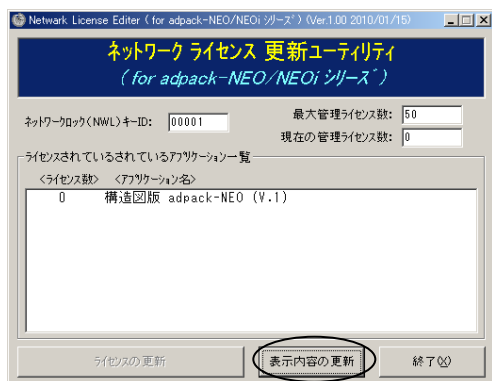 Netwark License Editer ( for adpack-NEO/NEOi ｼﾘｰｽﾞ ) (Ver.1.00 2010/01/15)
ネットワーク ライセンス 更新ユーティリティ
( for adpack-NEO/NEOi ｼﾘｰｽﾞ )
ﾈｯﾄﾜｰｸﾛｯｸ(NWL)キｰID: 00001
最大管理ﾗｲｾﾝｽ数: 50
現在の管理ﾗｲｾﾝｽ数: 0
ﾗｲｾﾝｽされているされているｱﾌﾟﾘｹｰｼｮﾝ一覧
<ﾗｲｾﾝｽ数> <ｱﾌﾟﾘｹｰｼｮﾝ名>
0 構造図版 adpack-NEO (V.1)
ﾗｲｾﾝｽの更新 表示内容の更新 終了(X)